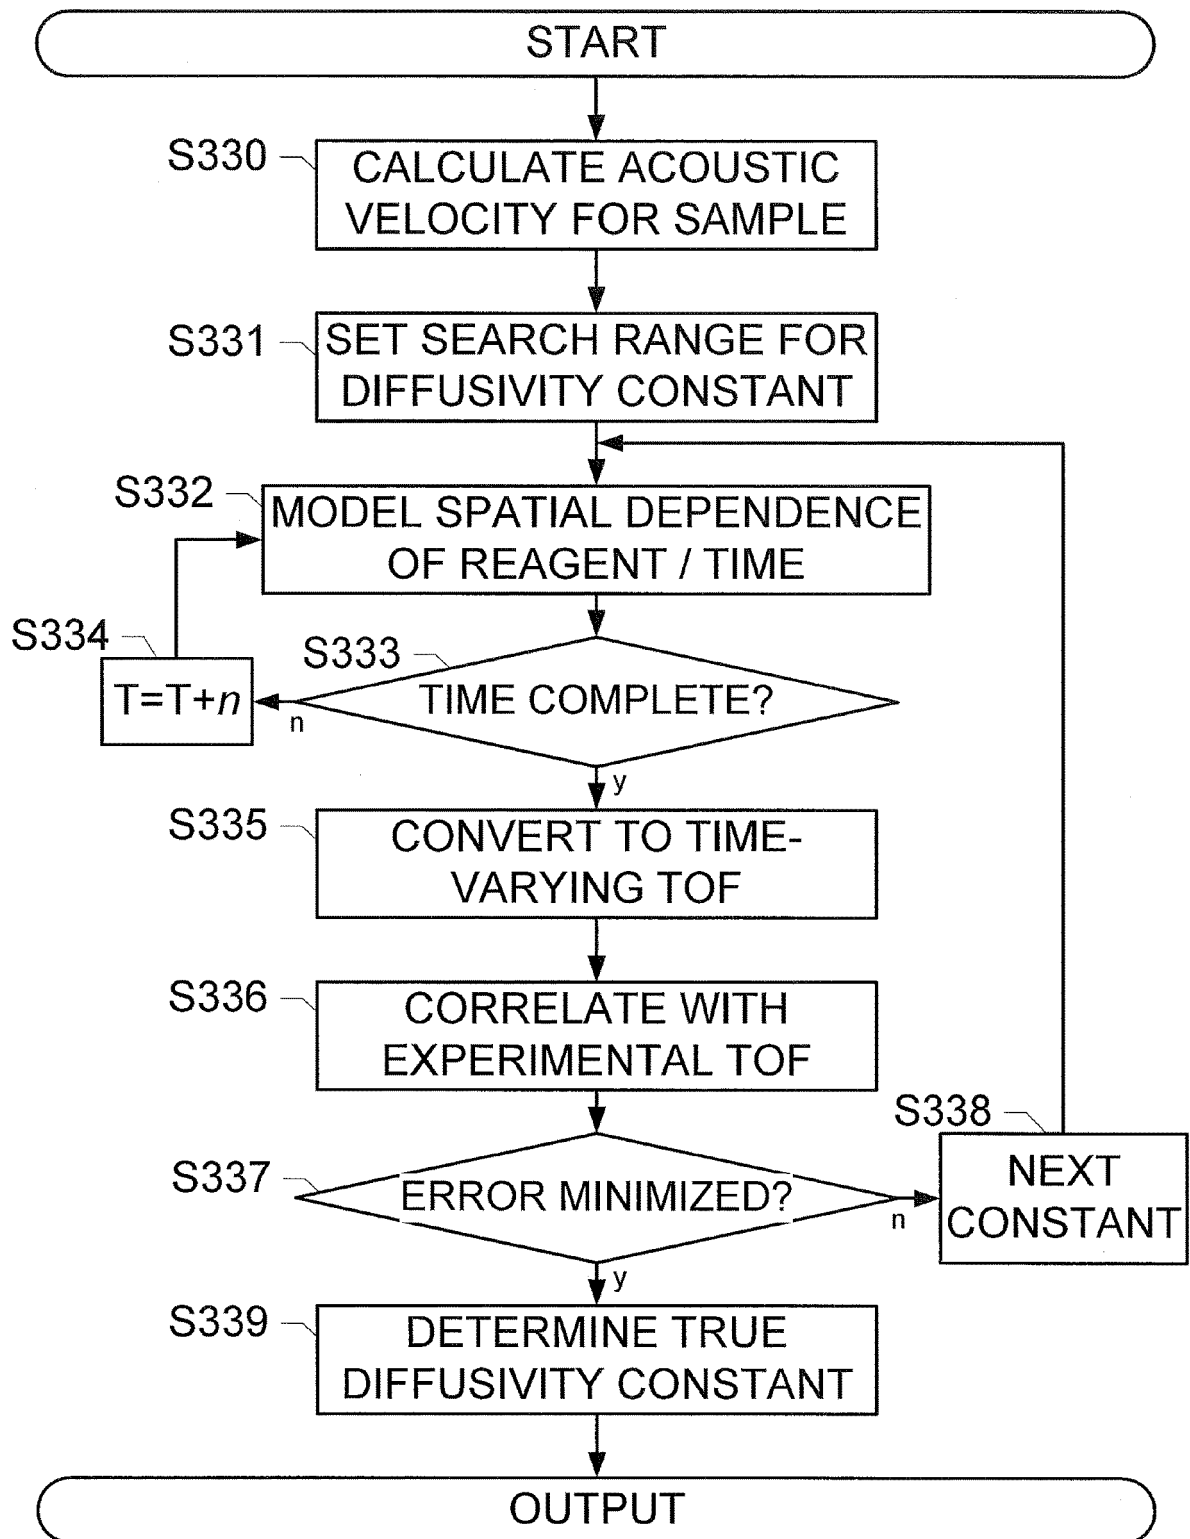 START
S330
CALCULATE ACOUSTIC
VELOCITY FOR SAMPLE
S331
SET SEARCH RANGE FOR
DIFFUSIVITY CONSTANT
S332
MODEL SPATIAL DEPENDENCE
OF REAGENT / TIME
S334
T=T+n
S333
TIME COMPLETE?
n
y
S335
CONVERT TO TIME-
VARYING TOF
S336
CORRELATE WITH
EXPERIMENTAL TOF
S338
NEXT
CONSTANT
S337
ERROR MINIMIZED?
n
y
S339
DETERMINE TRUE
DIFFUSIVITY CONSTANT
OUTPUT